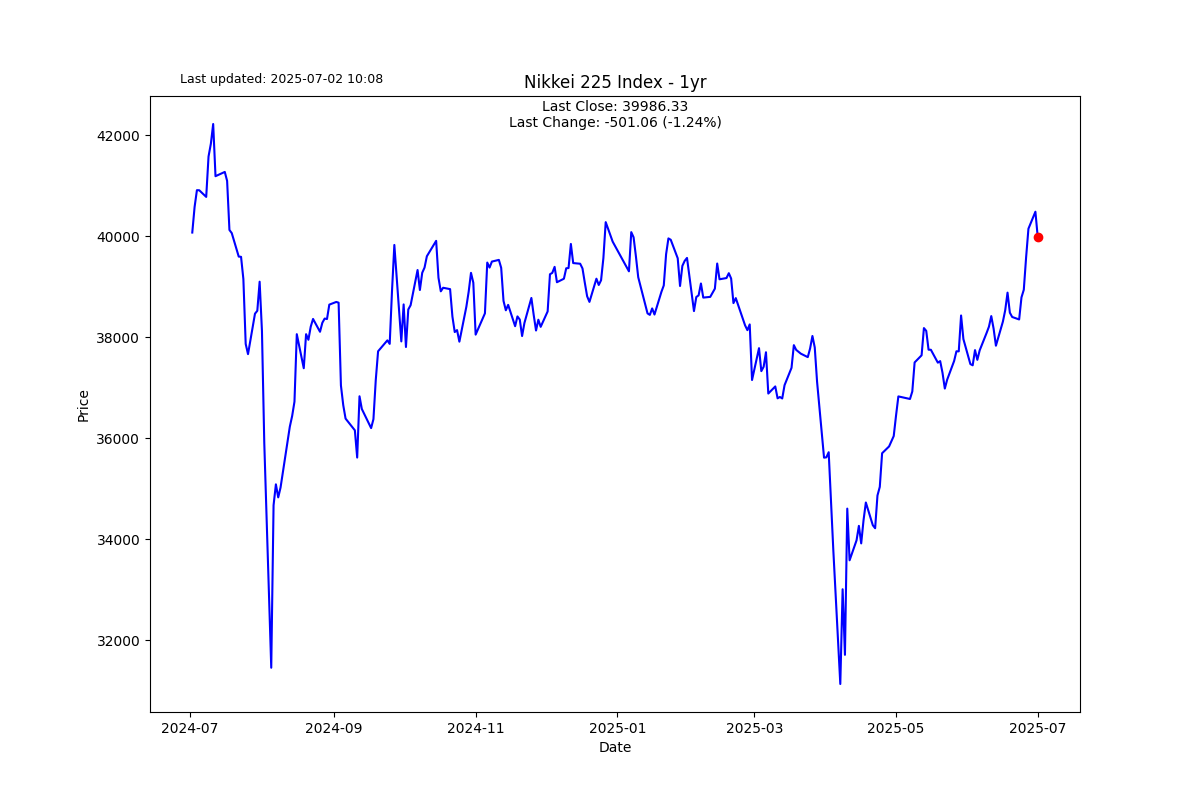 Last updated: 2025-07-02 10:08
Nikkei 225 Index - 1yr
Last Close: 39986.33
Last Change: -501.06 (-1.24%)
Price
42000
40000
38000
36000
34000
32000
2024-07
2024-09
2024-11
2025-01
2025-03
2025-05
2025-07
Date